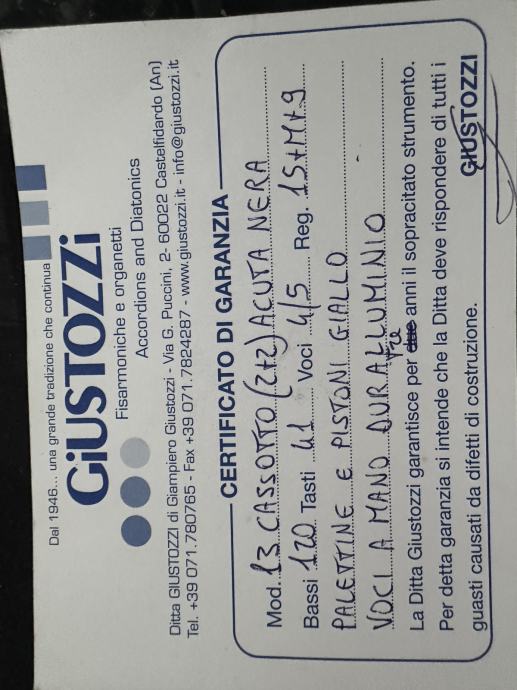 Dal 1946... una grande tradizione che continua
GiUSTOZZi
Fisarmoniche e organetti
Accordions and Diatonics
Ditta GIUSTOZZI di Giampiero Giustozzi - Via G. Puccini, 2- 60022 Castelfidardo (An)
Tel. +39 071.780765 - Fax +39 071.7824287 - www.giustozzi.it - info@giustozzi.it
CERTIFICATO DI GARANZIA
Mod. 13 CASSOTTO (2+2) ACUTA NERA
Bassi 120 Tasti 41 Voci 4/5 Reg. 15+M+9
PALETTINE E PISTONI GIALLO
VOCI A MANO DURALLUMINIO
La Ditta Giustozzi garantisce per due tre anni il sopracitato strumento.
Per detta garanzia si intende che la Ditta deve rispondere di tutti i
guasti causati da difetti di costruzione.
GIUSTOZZI